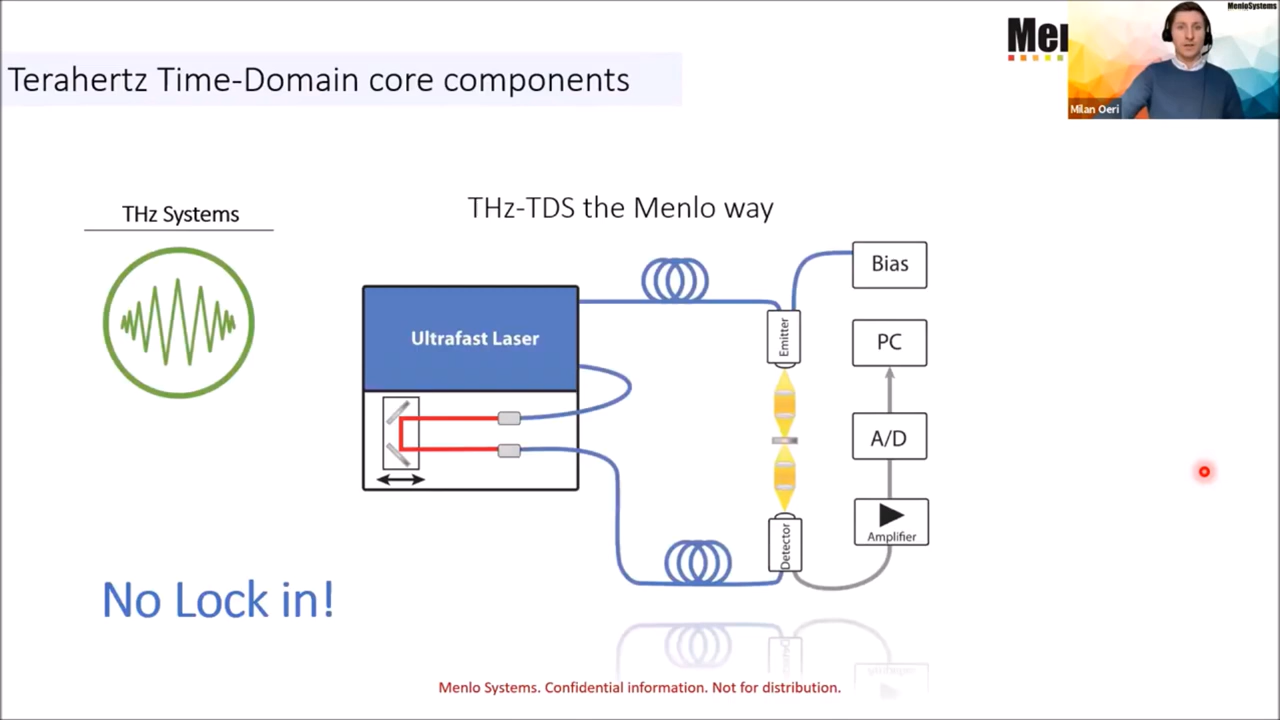 MenloSystems
Men
Milan Oeri
Terahertz Time-Domain core components
THz Systems
THz-TDS the Menlo way
Bias
Ultrafast Laser
Emitter
PC
A/D
Amplifier
Detector
No Lock in!
Menlo Systems. Confidential information. Not for distribution.